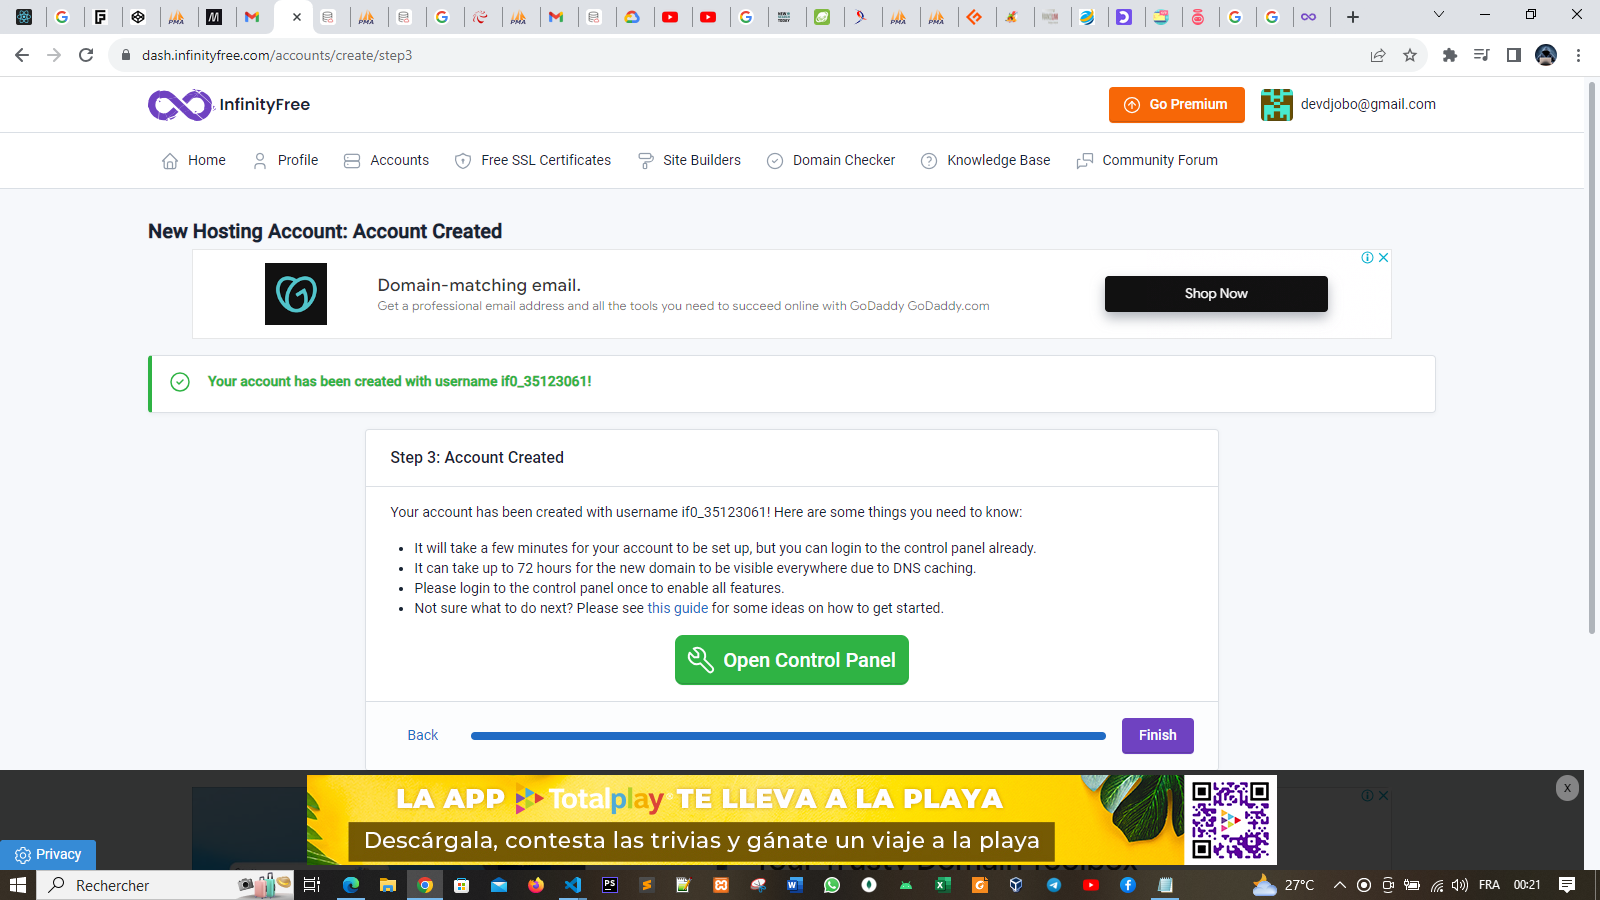 dash.infinityfree.com/accounts/create/step3
InfinityFree
Go Premium
devdjobo@gmail.com
Home
Profile
Accounts
Free SSL Certificates
Site Builders
Domain Checker
Knowledge Base
Community Forum
New Hosting Account: Account Created
Domain-matching email.
Get a professional email address and all the tools you need to succeed online with GoDaddy GoDaddy.com
Shop Now
Your account has been created with username if0_35123061!
Step 3: Account Created
Your account has been created with username if0_35123061! Here are some things you need to know:
It will take a few minutes for your account to be set up, but you can login to the control panel already.
It can take up to 72 hours for the new domain to be visible everywhere due to DNS caching.
Please login to the control panel once to enable all features.
Not sure what to do next? Please see this guide for some ideas on how to get started.
Open Control Panel
Back
Finish
LA APP Totalplay TE LLEVA A LA PLAYA
Descárgala, contesta las trivias y gánate un viaje a la playa
X
Your Trusty Domain Toolbox
Privacy
Rechercher
27°C
FRA
00:21